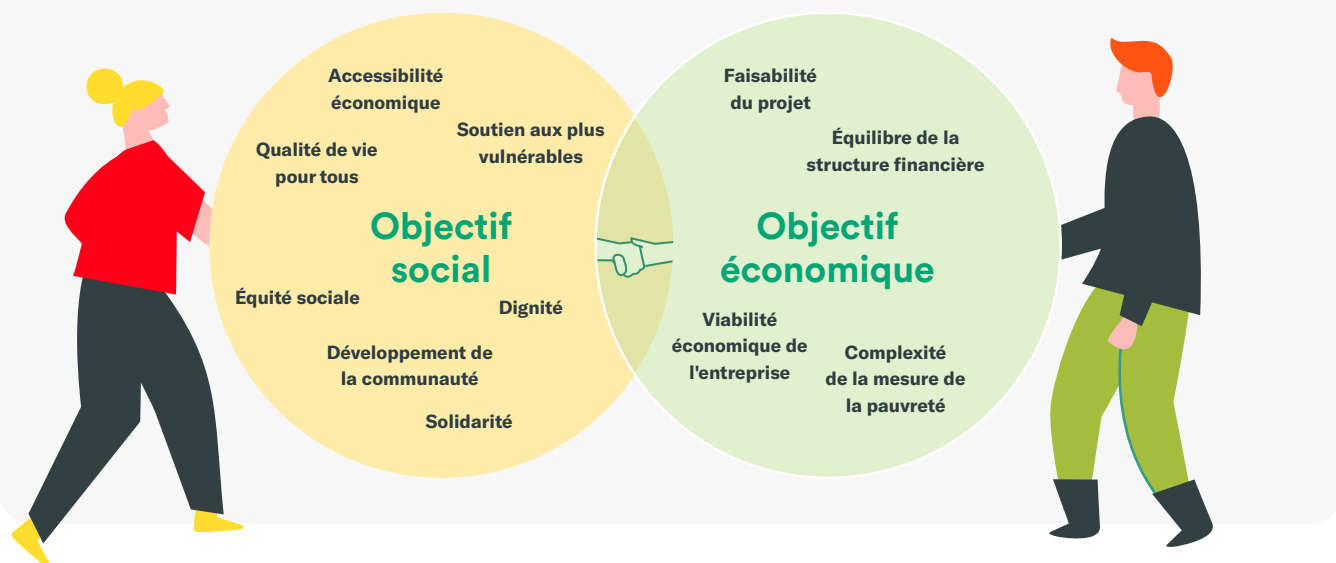 Accessibilité
économique
Soutien aux plus
vulnérables
Qualité de vie
pour tous
Objectif
social
Équité sociale
Dignité
Développement de
la communauté
Solidarité
Faisabilité
du projet
Équilibre de la
structure financière
Objectif
économique
Viabilité
économique de
l'entreprise
Complexité
de la mesure de
la pauvreté